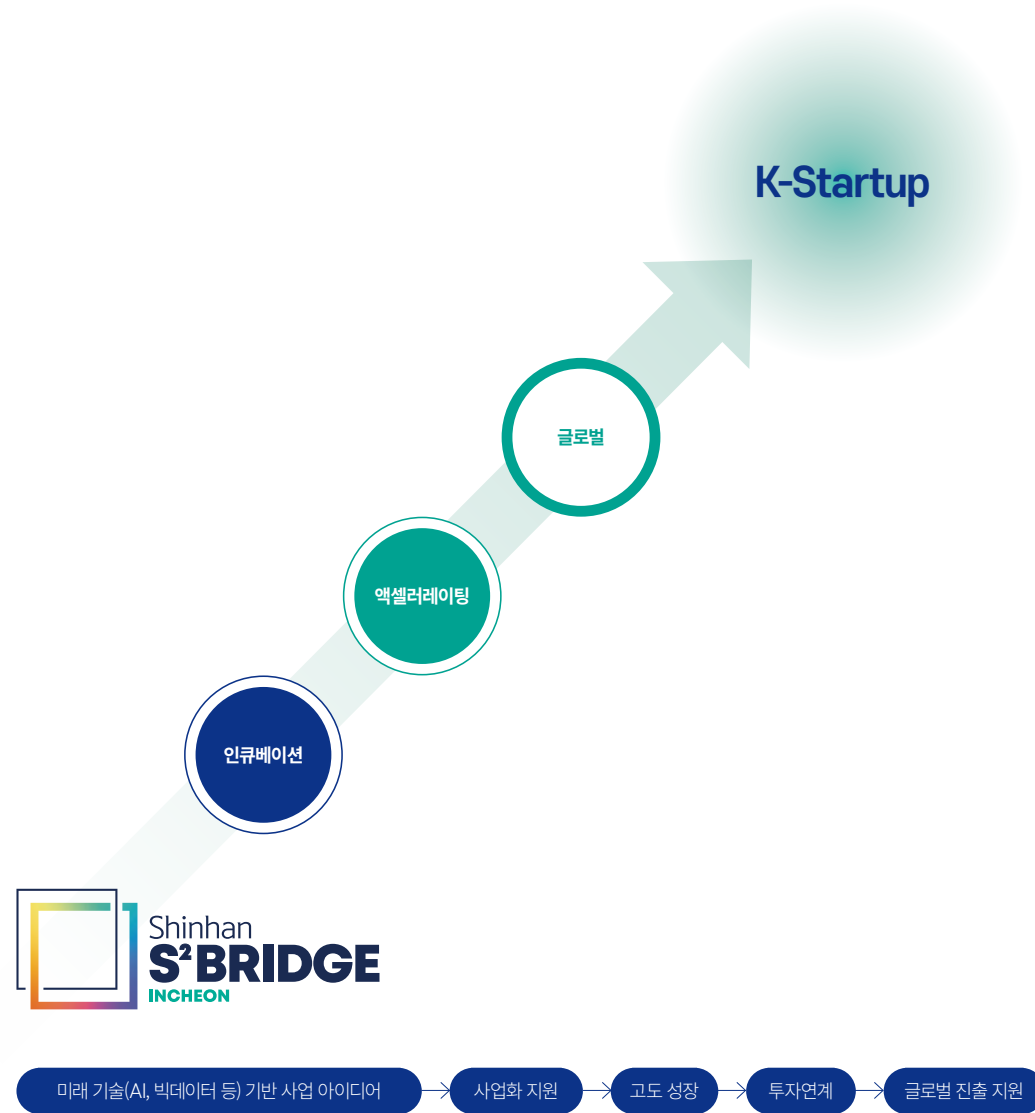 K-Startup
글로벌
액셀러레이팅
인큐베이션
Shinhan
S²BRIDGE
INCHEON
미래 기술(AI, 빅데이터 등) 기반 사업 아이디어
사업화 지원
고도 성장
투자연계
글로벌 진출 지원